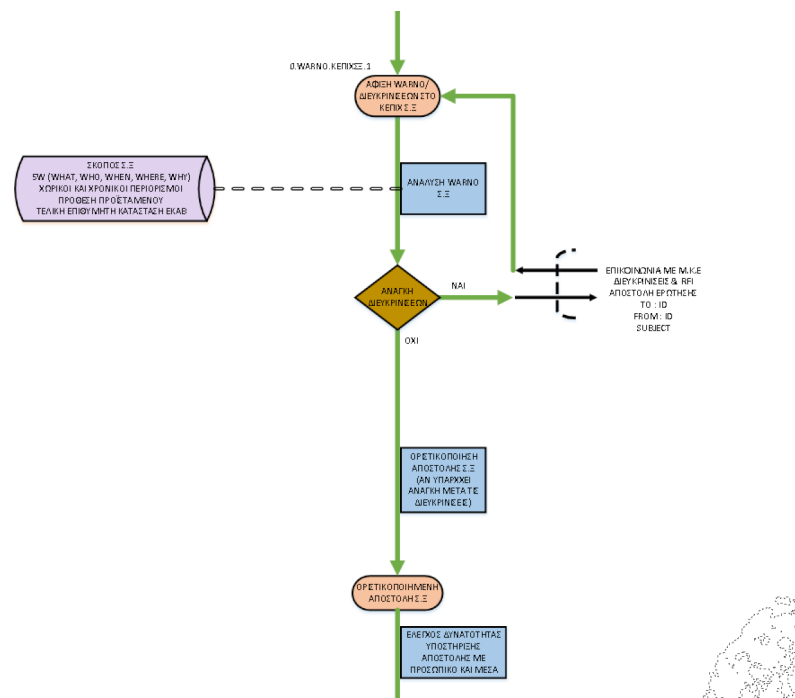 0.WARNO.ΚΕΠΙΧΣΞ.1
ΑΦΙΞΗ WARNO/
ΔΙΕΥΚΡΙΝΙΣΕΩΝ ΣΤΟ
ΚΕΠΙΧ Σ.Ξ
ΣΚΟΠΟΣ Σ.Ξ
5W (WHAT, WHO, WHEN, WHERE, WHY)
ΧΩΡΙΚΟΙ ΚΑΙ ΧΡΟΝΙΚΟΙ ΠΕΡΙΟΡΙΣΜΟΙ
ΠΡΟΘΕΣΗ ΠΡΟΪΣΤΑΜΕΝΟΥ
ΤΕΛΙΚΗ ΕΠΙΘΥΜΗΤΗ ΚΑΤΑΣΤΑΣΗ ΕΚΑΒ
ΑΝΑΛΥΣΗ WARNO
Σ.Ξ
ΑΝΑΓΚΗ
ΔΙΕΥΚΡΙΝΙΣΕΩΝ
ΝΑΙ
ΕΠΙΚΟΙΝΩΝΙΑ ΜΕ Μ.Κ.Ε
ΔΙΕΥΚΡΙΝΙΣΕΙΣ & RFI
ΑΠΟΣΤΟΛΗ ΕΡΩΤΗΣΗΣ
TO : ID
FROM : ID
SUBJECT
ΟΧΙ
ΟΡΙΣΤΙΚΟΠΟΙΗΣΗ
ΑΠΟΣΤΟΛΗΣ Σ.Ξ
(ΑΝ ΥΠΑΡΧΧΕΙ
ΑΝΑΓΚΗ ΜΕΤΑ ΤΙΣ
ΔΙΕΥΚΡΙΝΙΣΕΙΣ)
ΟΡΙΣΤΙΚΟΠΟΙΗΜΕΝΗ
ΑΠΟΣΤΟΛΗ Σ.Ξ
ΕΛΕΓΧΟΣ ΔΥΝΑΤΟΤΗΤΑΣ
ΥΠΟΣΤΗΡΙΞΗΣ
ΑΠΟΣΤΟΛΗΣ ΜΕ
ΠΡΟΣΩΠΙΚΟ ΚΑΙ ΜΕΣΑ